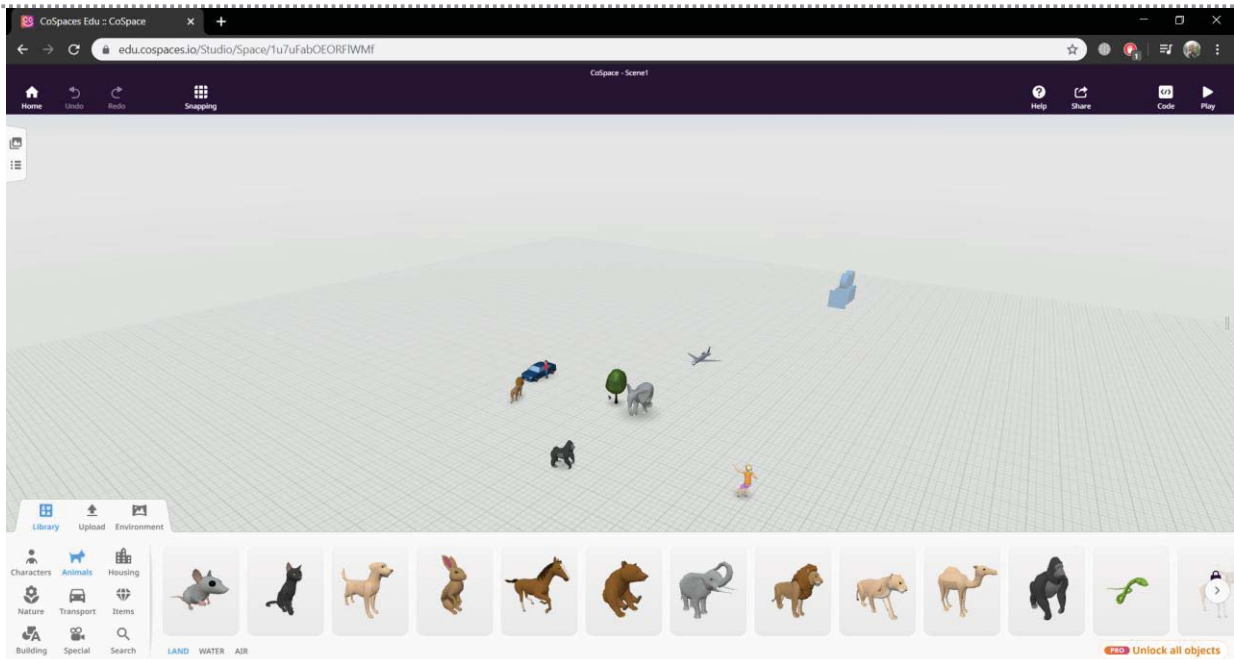 CoSpaces Edu :: CoSpace
edu.cospaces.io/Studio/Space/1u7uFabOEORFlWMf
1
CoSpace - Scene1
Home Undo Redo Snapping Help Share Code Play
Library Upload Environment
Characters Animals Housing
Nature Transport Items
Building Special Search
LAND WATER AIR
PRO Unlock all objects